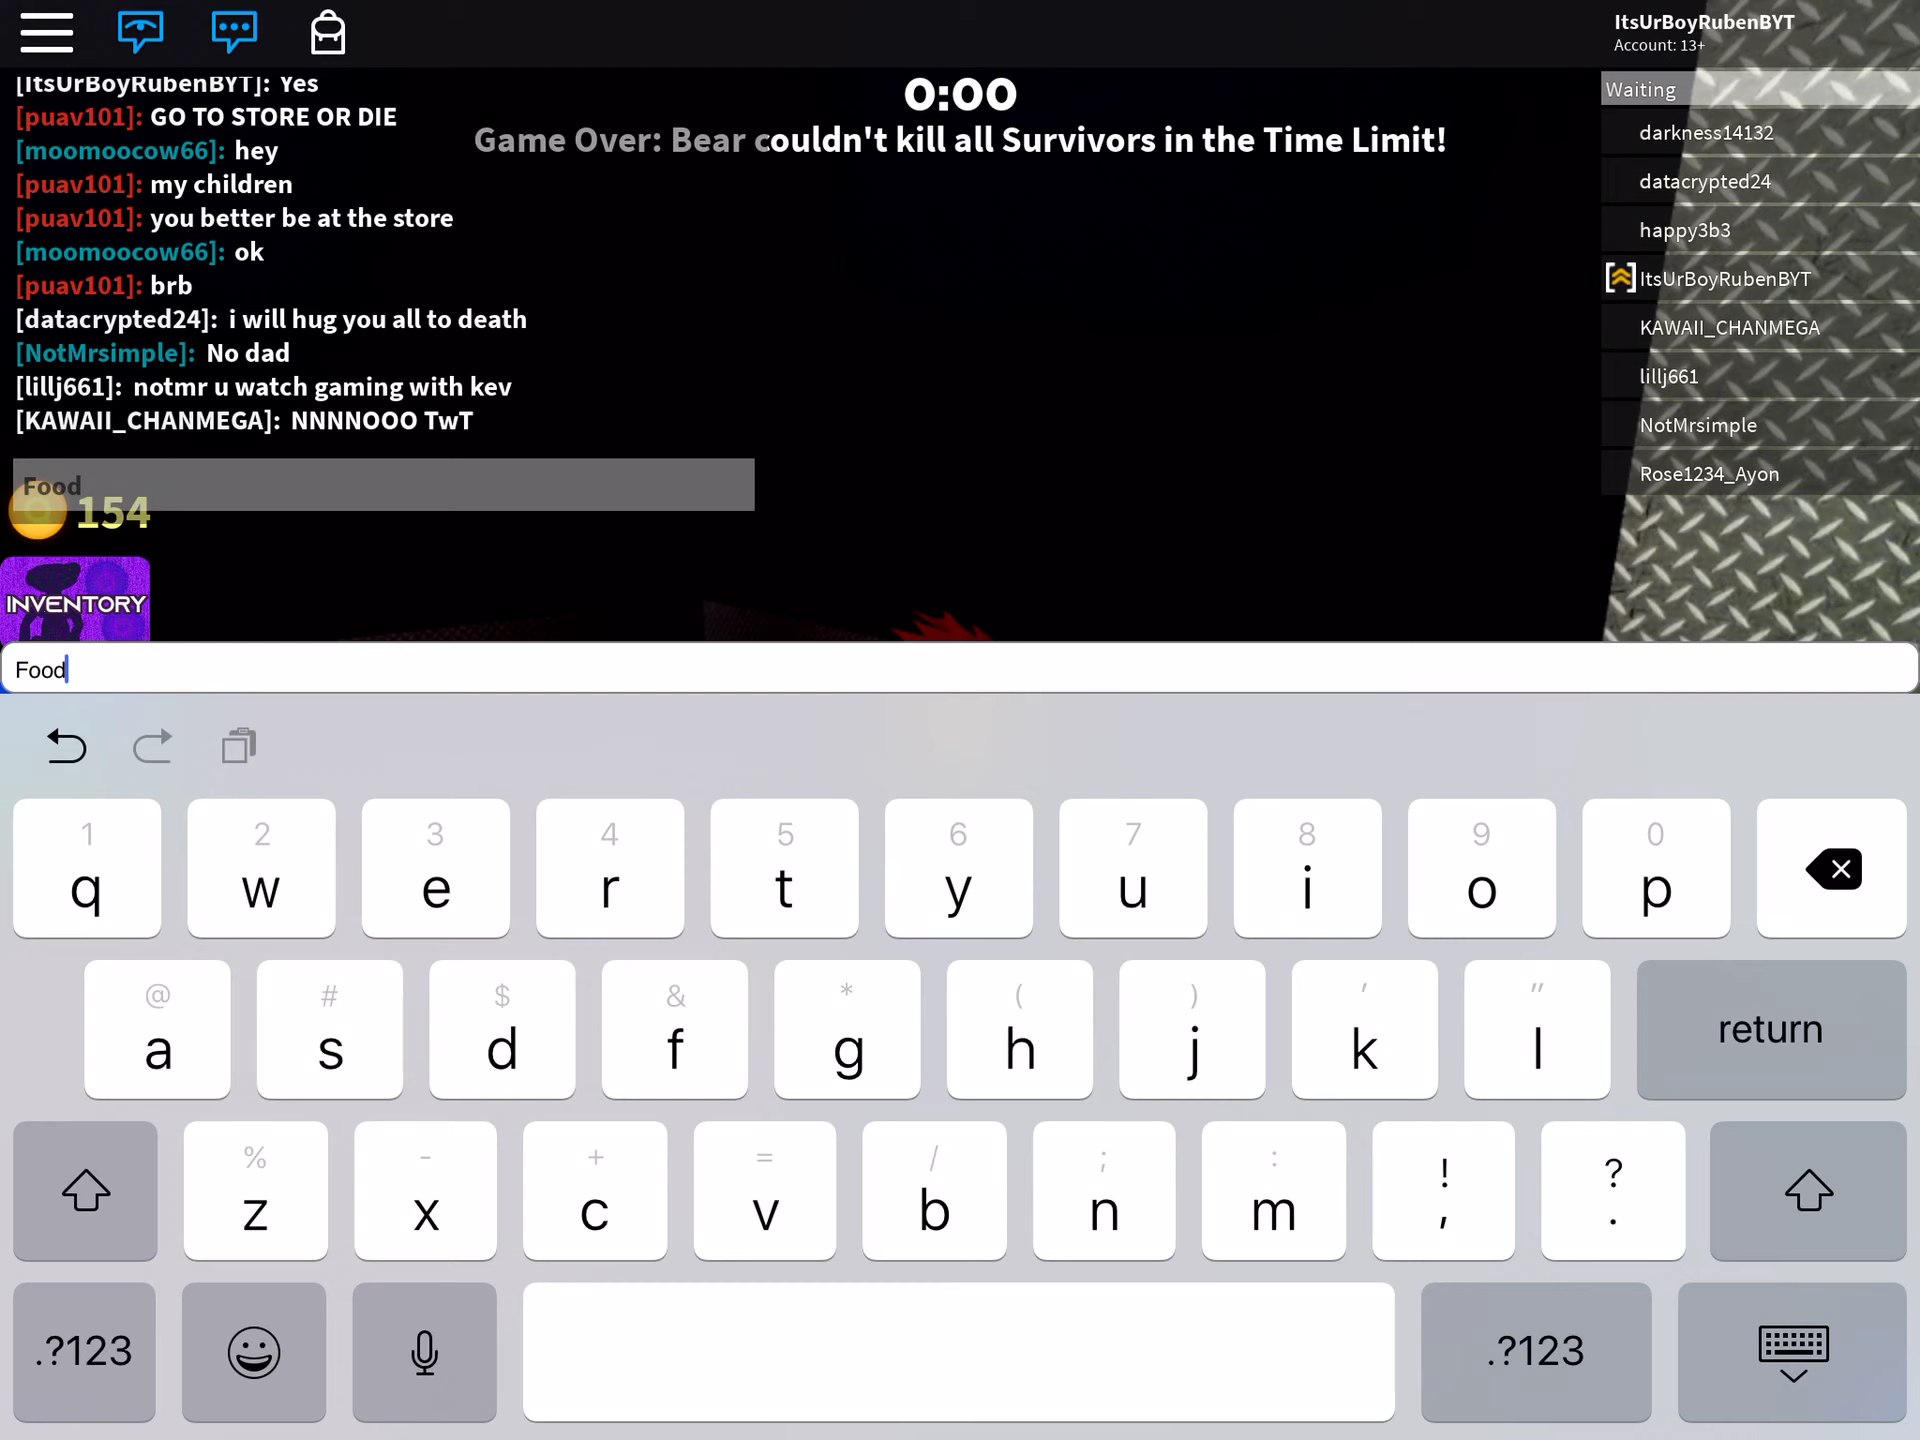 ItsUrBoyRubenBYT
Account: 13+
[ItsUrBoyRubenBYT]: Yes
[puav101]: GO TO STORE OR DIE
[moomoocow66]: hey
[puav101]: my children
[puav101]: you better be at the store
[moomoocow66]: ok
[puav101]: brb
[datacrypted24]: i will hug you all to death
[NotMrsimple]: No dad
[lillj661]: notmr u watch gaming with kev
[KAWAII_CHANMEGA]: NNNNOOO TwT
0:00
Game Over: Bear couldn't kill all Survivors in the Time Limit!
Waiting
darkness14132
datacrypted24
happy3b3
ItsUrBoyRubenBYT
KAWAII_CHANMEGA
lillj661
NotMrsimple
Rose1234_Ayon
Food
154
INVENTORY
Food
1 2 3 4 5 6 7 8 9 0
q w e r t y u i o p
@ # $ & * ( ) ' "
a s d f g h j k l return
% - + = / ; : ! ?
z x c v b n m , .
.?123 .?123